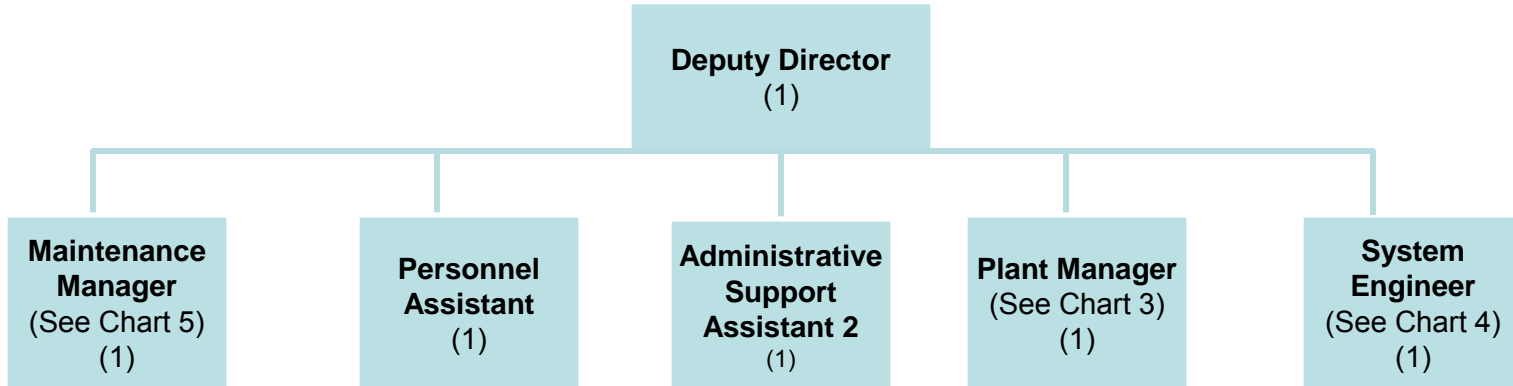 Deputy Director
(1)
Maintenance
Manager
(See Chart 5)
(1)
Personnel
Assistant
(1)
Administrative
Support
Assistant 2
(1)
Plant Manager
(See Chart 3)
(1)
System
Engineer
(See Chart 4)
(1)